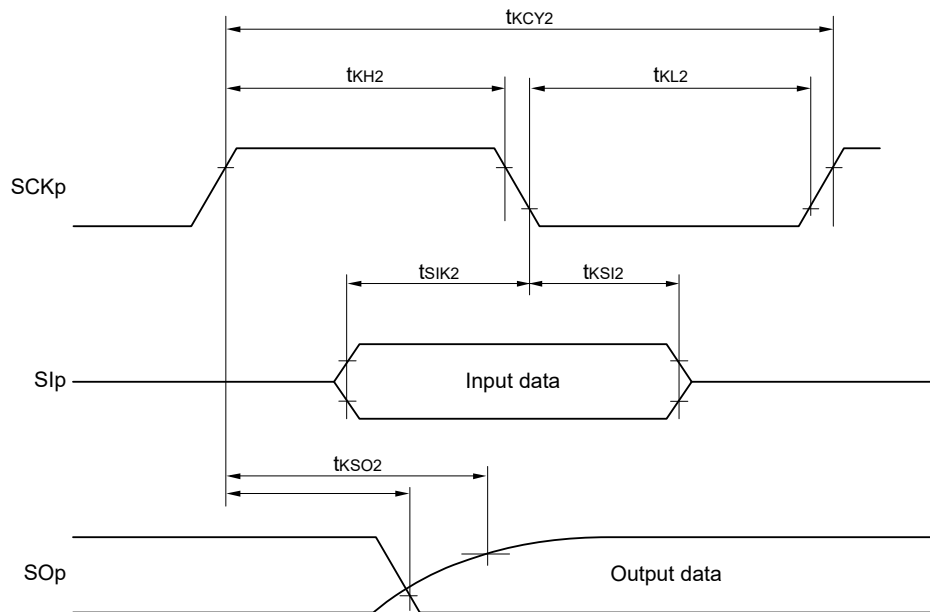 tKCY2
tKH2
tKL2
SCKp
tSIK2
tKSI2
SIp
Input data
tKSO2
SOp
Output data